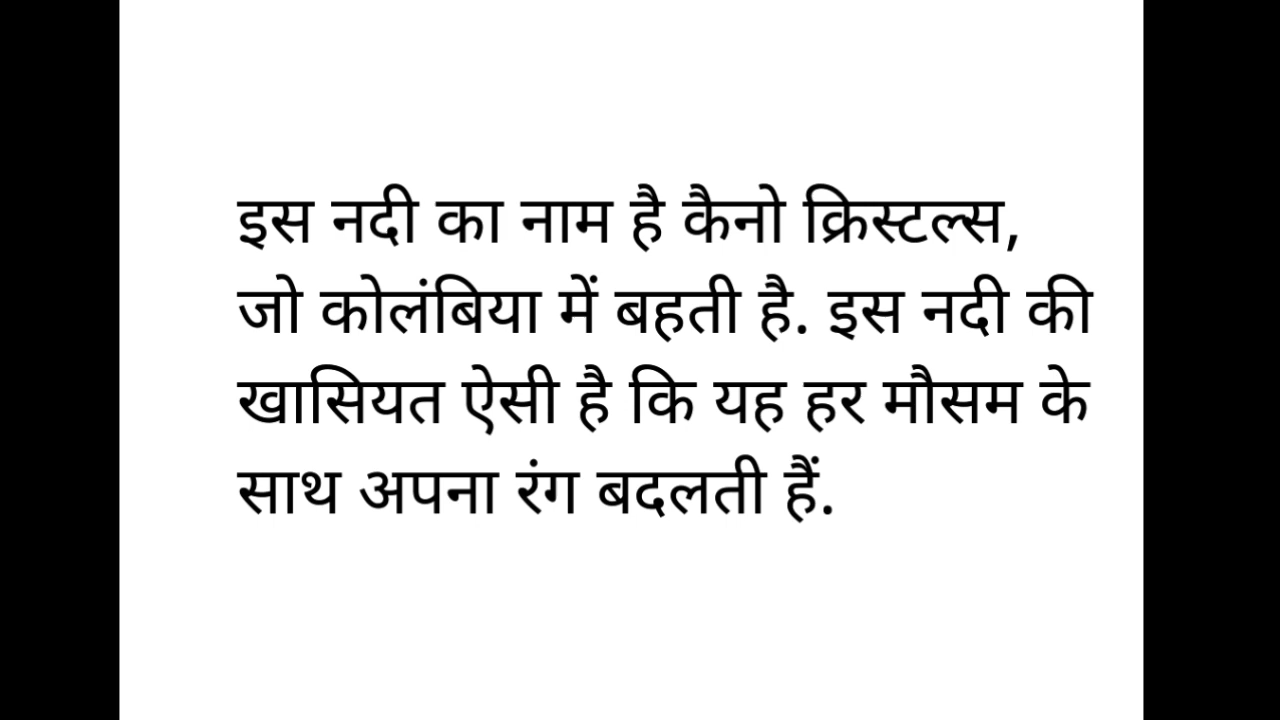 इस नदी का नाम है कैनो क्रिस्टल्स,
जो कोलंबिया में बहती है. इस नदी की
खासियत ऐसी है कि यह हर मौसम के
साथ अपना रंग बदलती हैं.